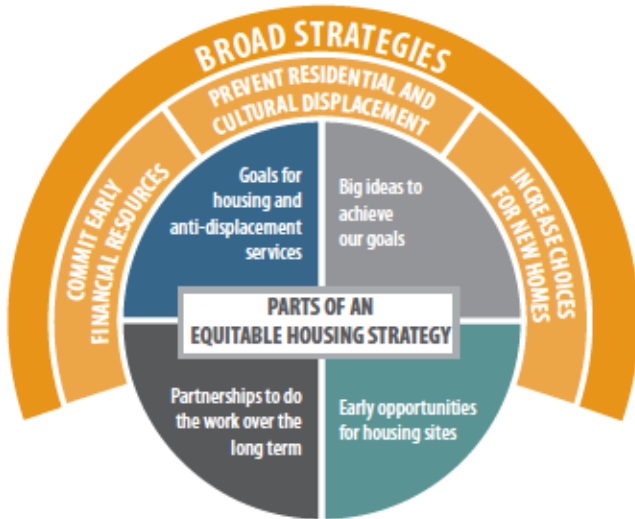 BROAD STRATEGIES
PREVENT RESIDENTIAL AND
CULTURAL DISPLACEMENT
COMMIT EARLY
FINANCIAL RESOURCES
INCREASE CHOICES
FOR NEW HOMES
Goals for
housing and
anti-displacement
services
Big ideas to
achieve
our goals
PARTS OF AN
EQUITABLE HOUSING STRATEGY
Partnerships to do
the work over the
long term
Early opportunities
for housing sites